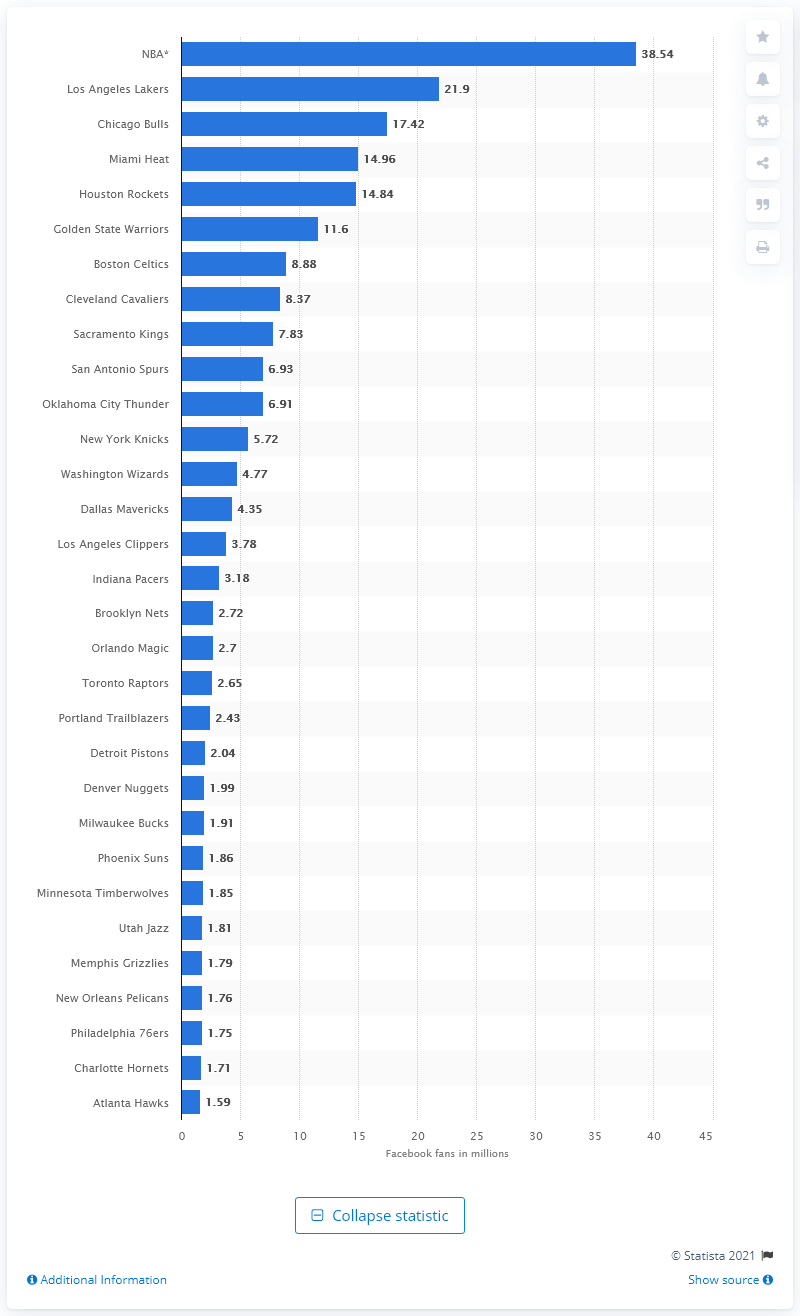 NBA* 38.54
Los Angeles Lakers 21.9
Chicago Bulls 17.42
Miami Heat 14.96
Houston Rockets 14.84
Golden State Warriors 11.6
Boston Celtics 8.88
Cleveland Cavaliers 8.37
Sacramento Kings 7.83
San Antonio Spurs 6.93
Oklahoma City Thunder 6.91
New York Knicks 5.72
Washington Wizards 4.77
Dallas Mavericks 4.35
Los Angeles Clippers 3.78
Indiana Pacers 3.18
Brooklyn Nets 2.72
Orlando Magic 2.7
Toronto Raptors 2.65
Portland Trailblazers 2.43
Detroit Pistons 2.04
Denver Nuggets 1.99
Milwaukee Bucks 1.91
Phoenix Suns 1.86
Minnesota Timberwolves 1.85
Utah Jazz 1.81
Memphis Grizzlies 1.79
New Orleans Pelicans 1.76
Philadelphia 76ers 1.75
Charlotte Hornets 1.71
Atlanta Hawks 1.59
0 5 10 15 20 25 30 35 40 45
Facebook fans in millions
Collapse statistic
© Statista 2021
Additional Information Show source